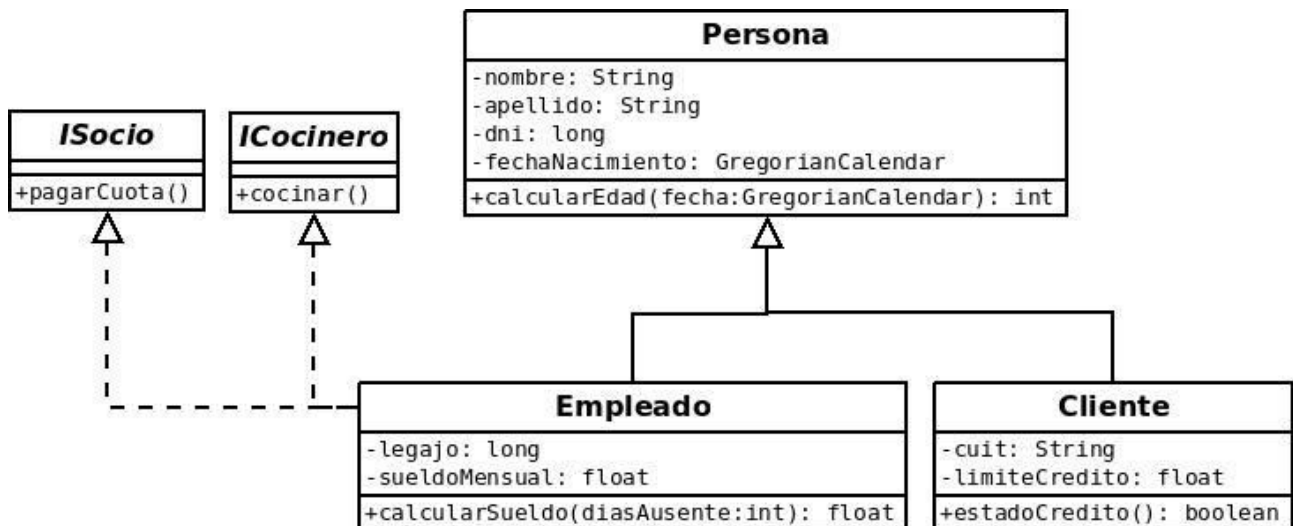 Persona
-nombre: String
-apellido: String
-dni: long
-fechaNacimiento: GregorianCalendar
+calcularEdad(fecha:GregorianCalendar): int
ISocio
+pagarCuota()
ICocinero
+cocinar()
Empleado
-legajo: long
-sueldoMensual: float
+calcularSueldo(diasAusente:int): float
Cliente
-cuit: String
-limiteCredito: float
+estadoCredito(): boolean